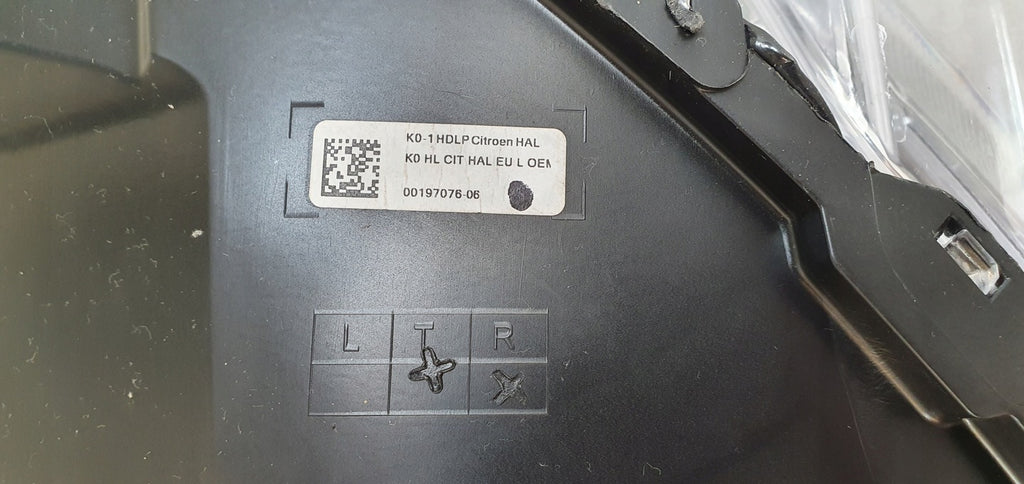 K0-1 HDLP Citroen HAL
K0 HL CIT HAL EU L OEM
00197076-06
L T R